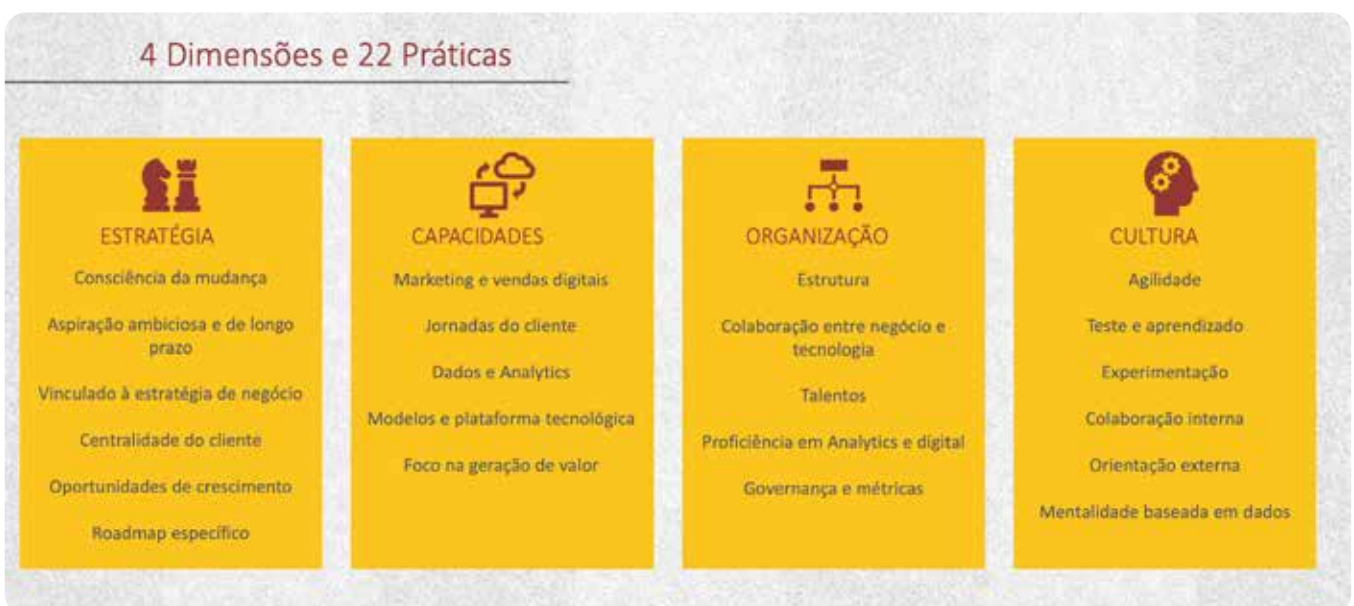 4 Dimensões e 22 Práticas
ESTRATÉGIA
Consciência da mudança
Aspiração ambiciosa e de longo
prazo
Vinculado à estratégia de negócio
Centralidade do cliente
Oportunidades de crescimento
Roadmap específico
CAPACIDADES
Marketing e vendas digitais
Jornadas do cliente
Dados e Analytics
Modelos e plataforma tecnológica
Foco na geração de valor
ORGANIZAÇÃO
Estrutura
Colaboração entre negócio e
tecnologia
Talentos
Proficiência em Analytics e digital
Governança e métricas
CULTURA
Agilidade
Teste e aprendizado
Experimentação
Colaboração interna
Orientação externa
Mentalidade baseada em dados